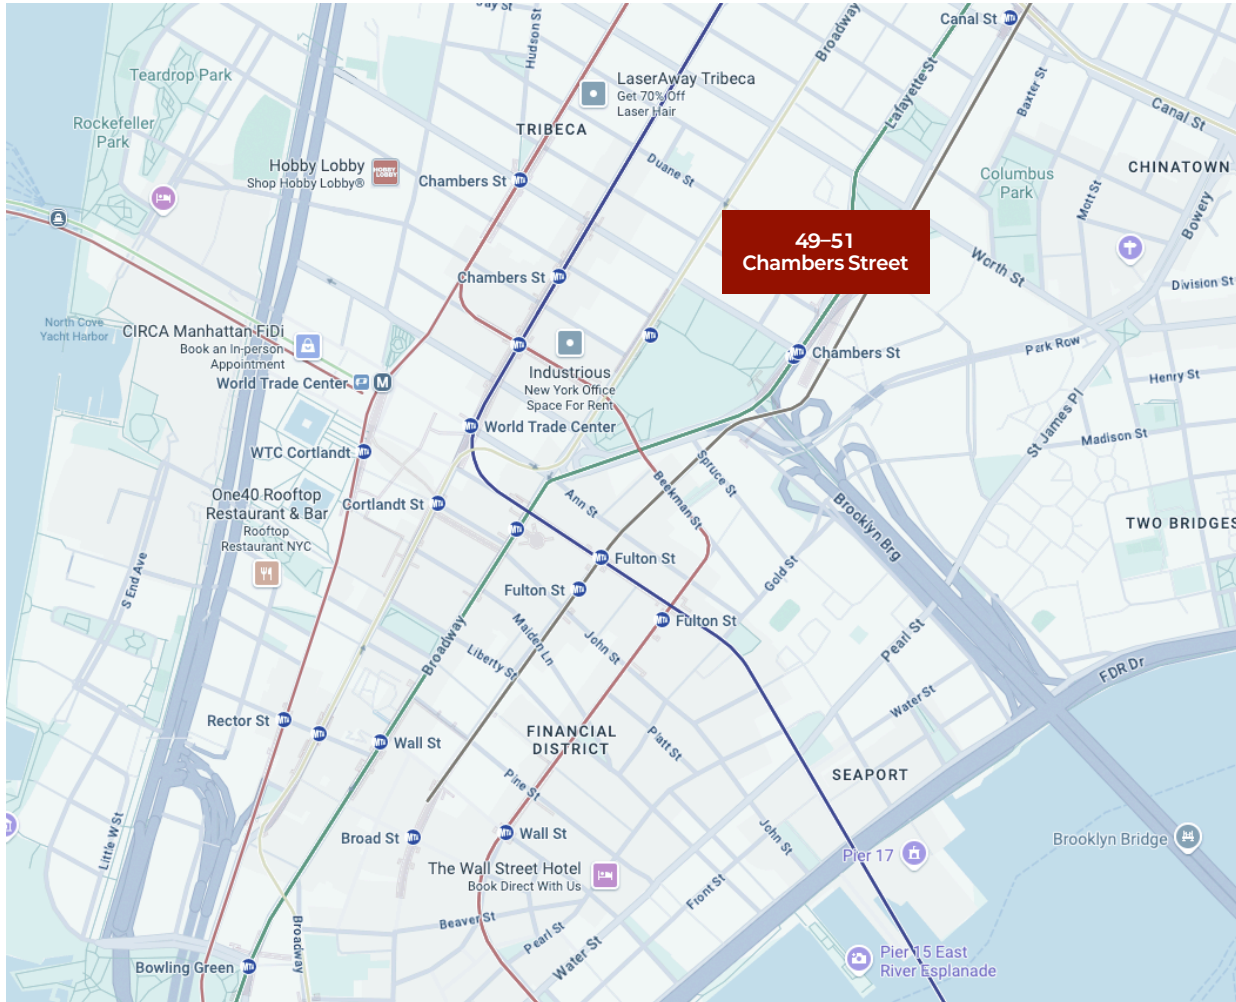 Canal St
Hudson St
Broadway
Lafayette St
Baxter St
Canal St
Teardrop Park
LaserAway Tribeca
Get 70% Off
Laser Hair
Rockefeller
Park
TRIBECA
CHINATOWN
Hobby Lobby
Shop Hobby Lobby®
HOBBY
LOBBY
Chambers St
Duane St
Columbus
Park
Mott St
Bowery
49–51
Chambers Street
Worth St
Chambers St
Division St
North Cove
Yacht Harbor
CIRCA Manhattan FiDi
Book an In-person
Appointment
Industrious
New York Office
Space For Rent
Chambers St
Park Row
Henry St
World Trade Center
M
World Trade Center
St James Pl
Madison St
WTC Cortlandt
Spruce St
Beekman St
One40 Rooftop
Restaurant & Bar
Rooftop
Restaurant NYC
Cortlandt St
Ann St
Brooklyn Brg
TWO BRIDGES
S End Ave
Fulton St
Gold St
Fulton St
Fulton St
Broadway
Maiden Ln
John St
Liberty St
Pearl St
FDR Dr
Water St
Rector St
Wall St
FINANCIAL
DISTRICT
Platt St
SEAPORT
Pine St
Little W St
Broad St
Wall St
John St
Pier 17
Brooklyn Bridge
The Wall Street Hotel
Book Direct With Us
Front St
Beaver St
Broadway
Pearl St
Water St
Bowling Green
Pier 15 East
River Esplanade